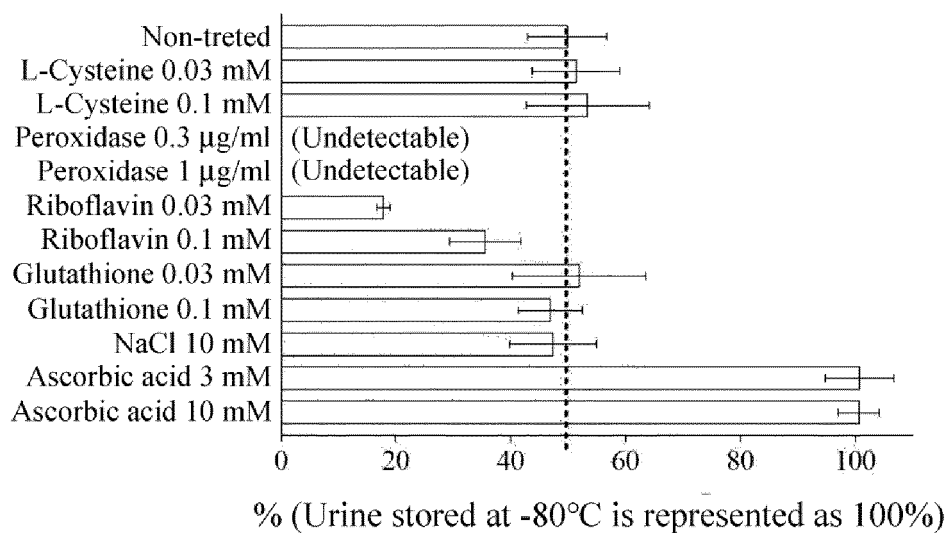 Non-treted
L-Cysteine 0.03 mM
L-Cysteine 0.1 mM
Peroxidase 0.3 µg/ml (Undetectable)
Peroxidase 1 µg/ml (Undetectable)
Riboflavin 0.03 mM
Riboflavin 0.1 mM
Glutathione 0.03 mM
Glutathione 0.1 mM
NaCl 10 mM
Ascorbic acid 3 mM
Ascorbic acid 10 mM
0 20 40 60 80 100
% (Urine stored at -80°C is represented as 100%)